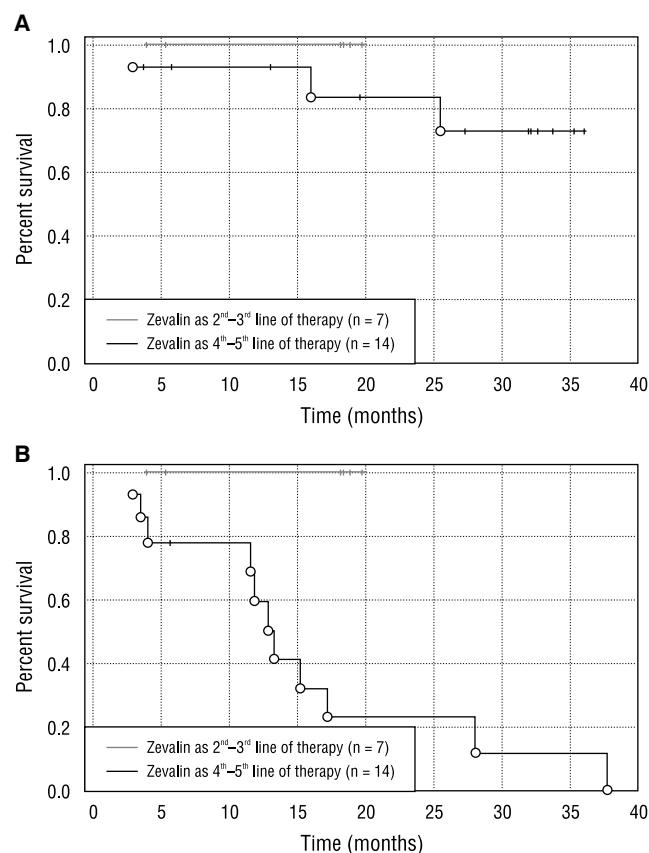 A
1.0
0.8
0.6
0.4
0.2
0.0
Percent survival
Zevalin as 2nd–3rd line of therapy (n = 7)
Zevalin as 4th–5th line of therapy (n = 14)
0 5 10 15 20 25 30 35 40
Time (months)
B
1.0
0.8
0.6
0.4
0.2
0.0
Percent survival
Zevalin as 2nd–3rd line of therapy (n = 7)
Zevalin as 4th–5th line of therapy (n = 14)
0 5 10 15 20 25 30 35 40
Time (months)